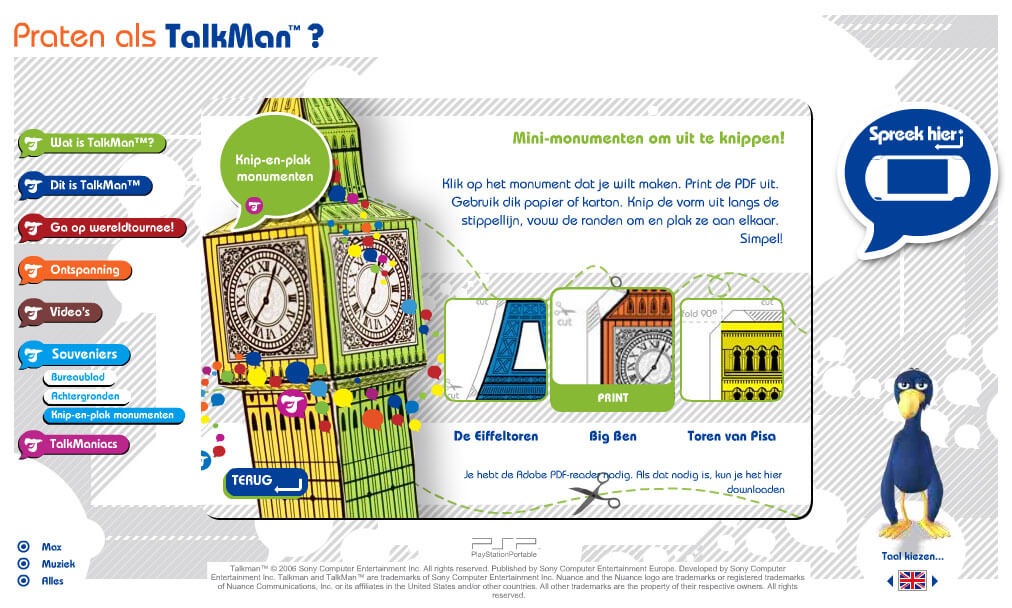 Praten als TalkMan™ ?
Wat is TalkMan™?
Dit is TalkMan™
Ga op wereldtournee!
Ontspanning
Video's
Souveniers
Bureaublad
Achtergronden
Knip-en-plak monumenten
TalkManiacs
Max
Muziek
Alles
Knip-en-plak
monumenten
TERUG
Mini-monumenten om uit te knippen!
Klik op het monument dat je wilt maken. Print de PDF uit.
Gebruik dik papier of karton. Knip de vorm uit langs de
stippellijn, vouw de randen om en plak ze aan elkaar.
Simpel!
cut
cut
cut
fold 90º
cut
PRINT
De Eiffeltoren
Big Ben
Toren van Pisa
Je hebt de Adobe PDF-reader nodig. Als dat nodig is, kun je het hier
downloaden
Spreek hier
Taal kiezen...
PSP
PlayStationPortable
Talkman™ © 2006 Sony Computer Entertainment Inc. All rights reserved. Published by Sony Computer Entertainment Europe. Developed by Sony Computer
Entertainment Inc. Talkman and TalkMan™ are trademarks of Sony Computer Entertainment Inc. Nuance and the Nuance logo are trademarks or registered trademarks
of Nuance Communications, Inc. or its affiliates in the United States and/or other countries. All other trademarks are the property of their respective owners. All rights
reserved.